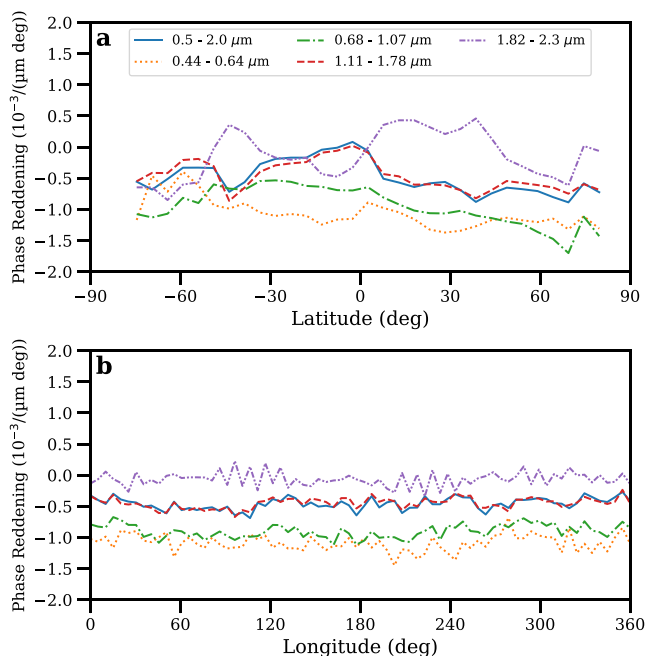 a
0.5 - 2.0 μm
0.44 - 0.64 μm
0.68 - 1.07 μm
1.11 - 1.78 μm
1.82 - 2.3 μm
Phase Reddening (10⁻³/(μm deg))
2.0
1.5
1.0
0.5
0.0
−0.5
−1.0
−1.5
−2.0
−90
−60
−30
0
30
60
90
Latitude (deg)
b
Phase Reddening (10⁻³/(μm deg))
2.0
1.5
1.0
0.5
0.0
−0.5
−1.0
−1.5
−2.0
0
60
120
180
240
300
360
Longitude (deg)